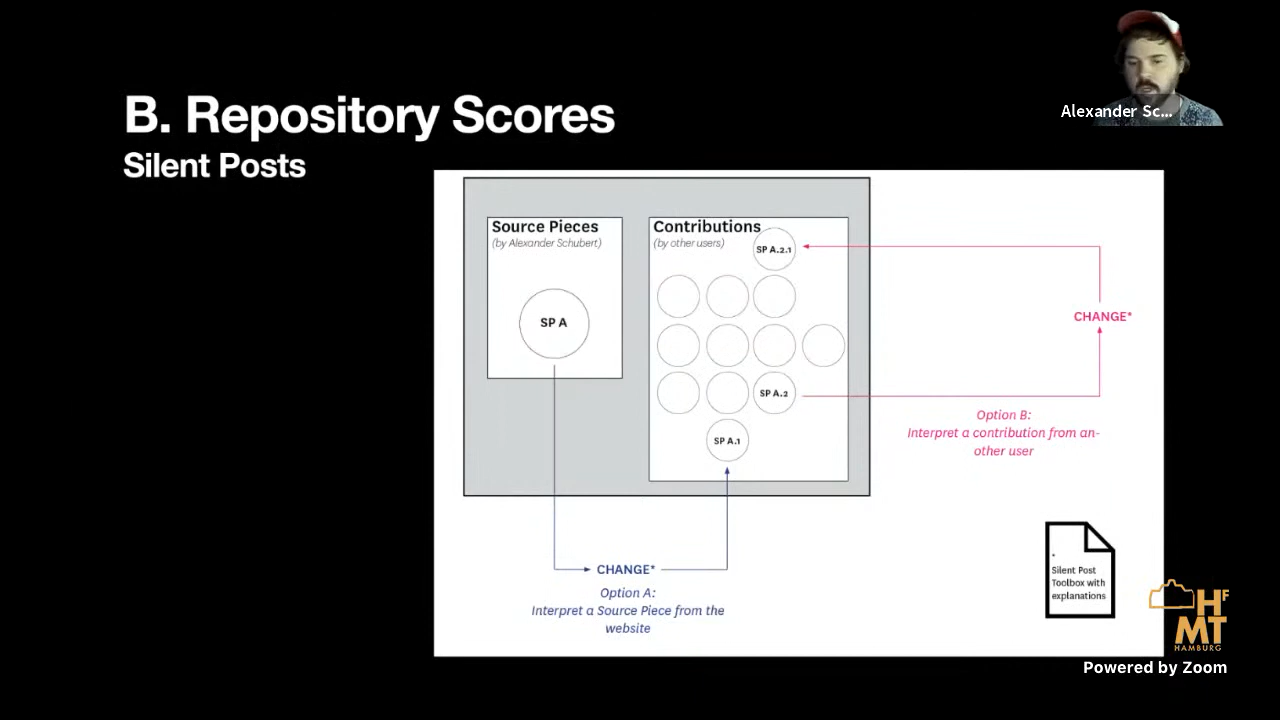 B. Repository Scores
Silent Posts
Alexander Sc...
Source Pieces
(by Alexander Schubert)
SP A
Contributions
(by other users)
SP A.2.1
SP A.2
SP A.1
CHANGE*
Option B:
Interpret a contribution from an-
other user
CHANGE*
Option A:
Interpret a Source Piece from the
website
*
Silent Post
Toolbox with
explanations
HF
MT
HAMBURG
Powered by Zoom